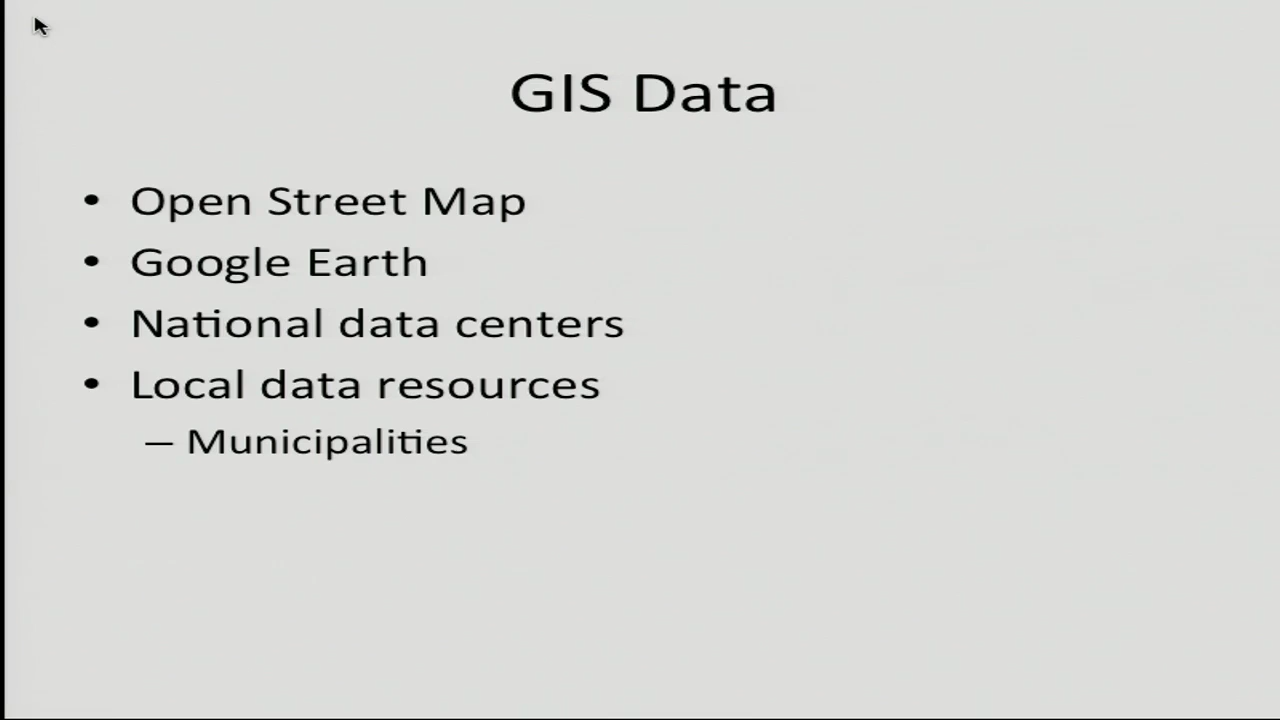 GIS Data
• Open Street Map
• Google Earth
• National data centers
• Local data resources
– Municipalities